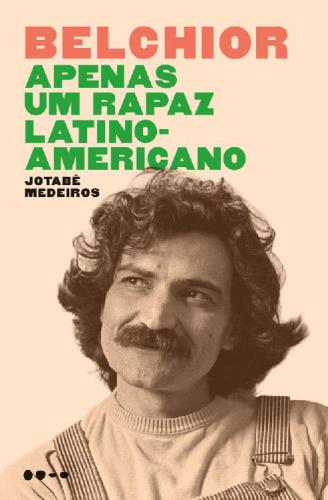 BELCHIOR
APENAS
UM RAPAZ
LATINO-
AMERICANO
JOTABÊ
MEDEIROS